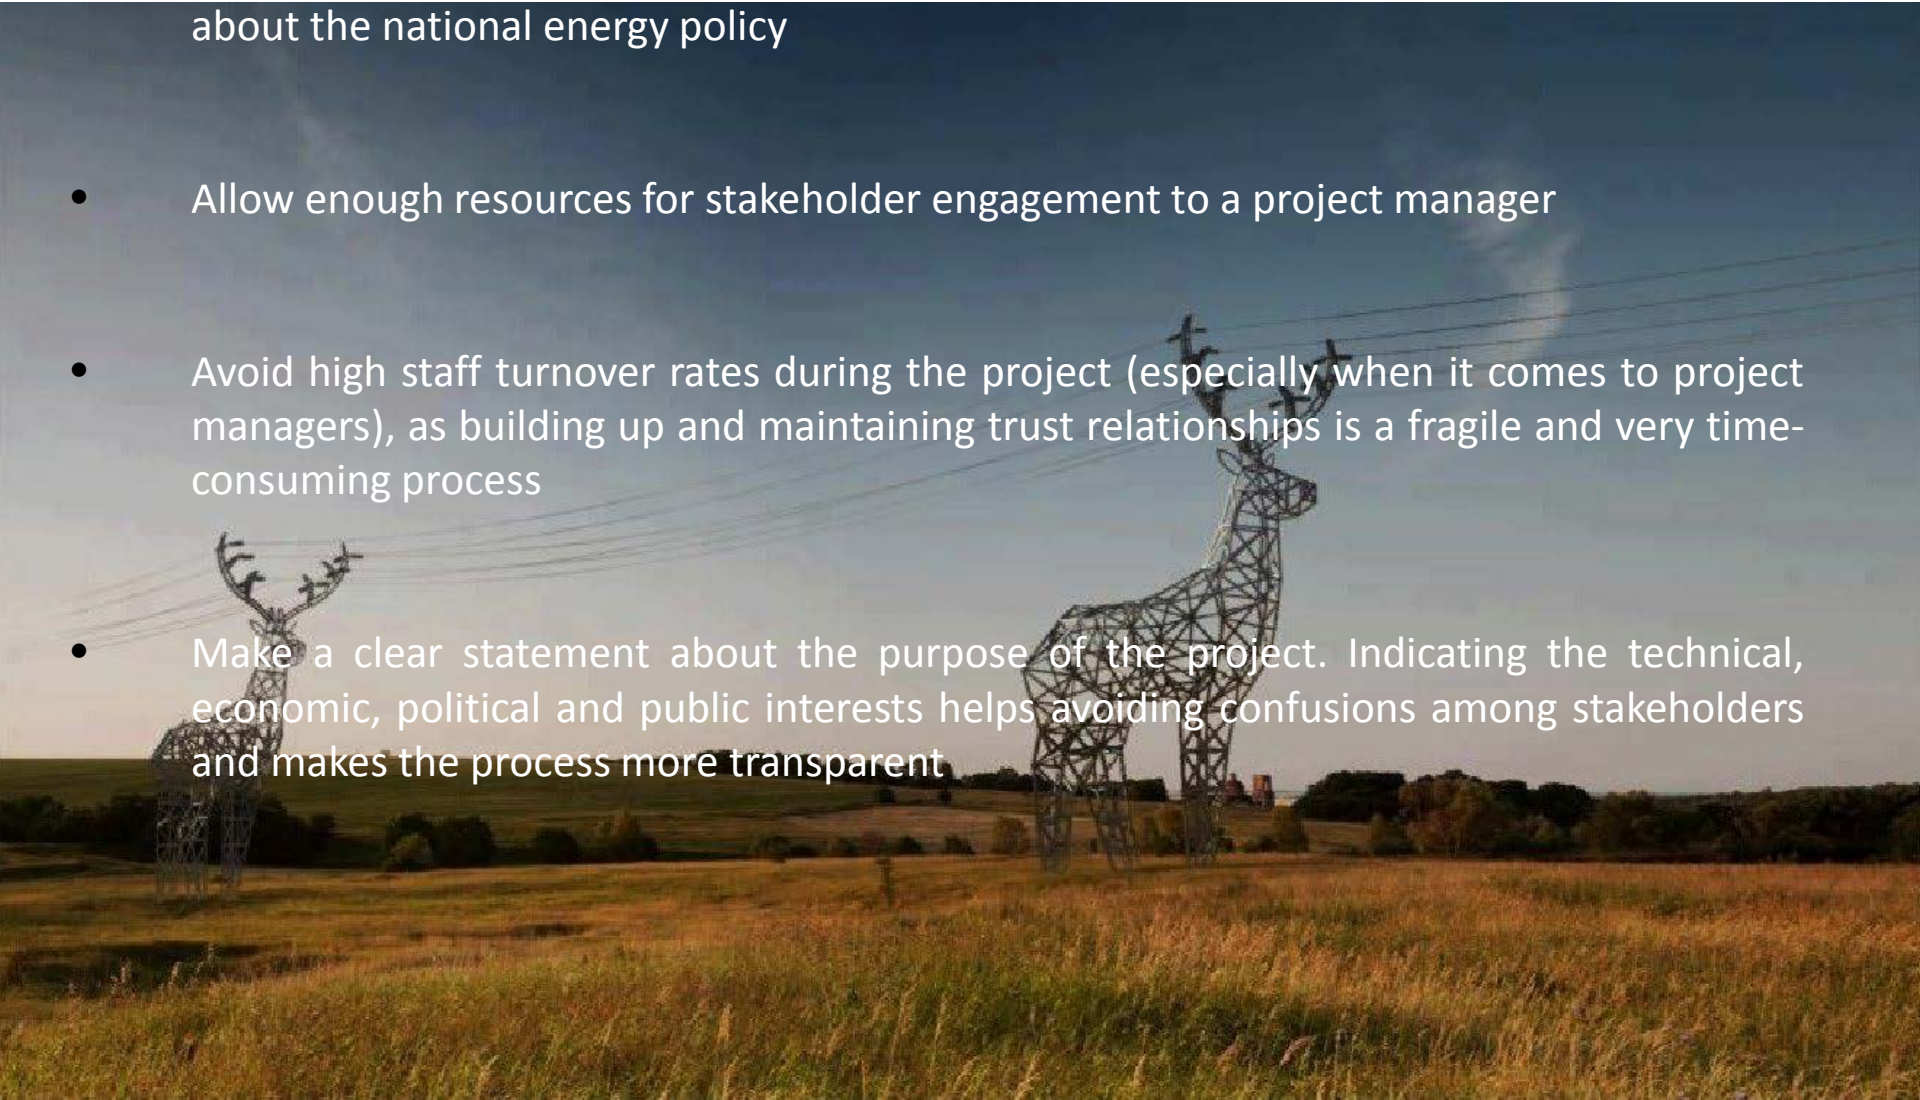 about the national energy policy
• Allow enough resources for stakeholder engagement to a project manager
• Avoid high staff turnover rates during the project (especially when it comes to project
managers), as building up and maintaining trust relationships is a fragile and very time-
consuming process
• Make a clear statement about the purpose of the project. Indicating the technical,
economic, political and public interests helps avoiding confusions among stakeholders
and makes the process more transparent